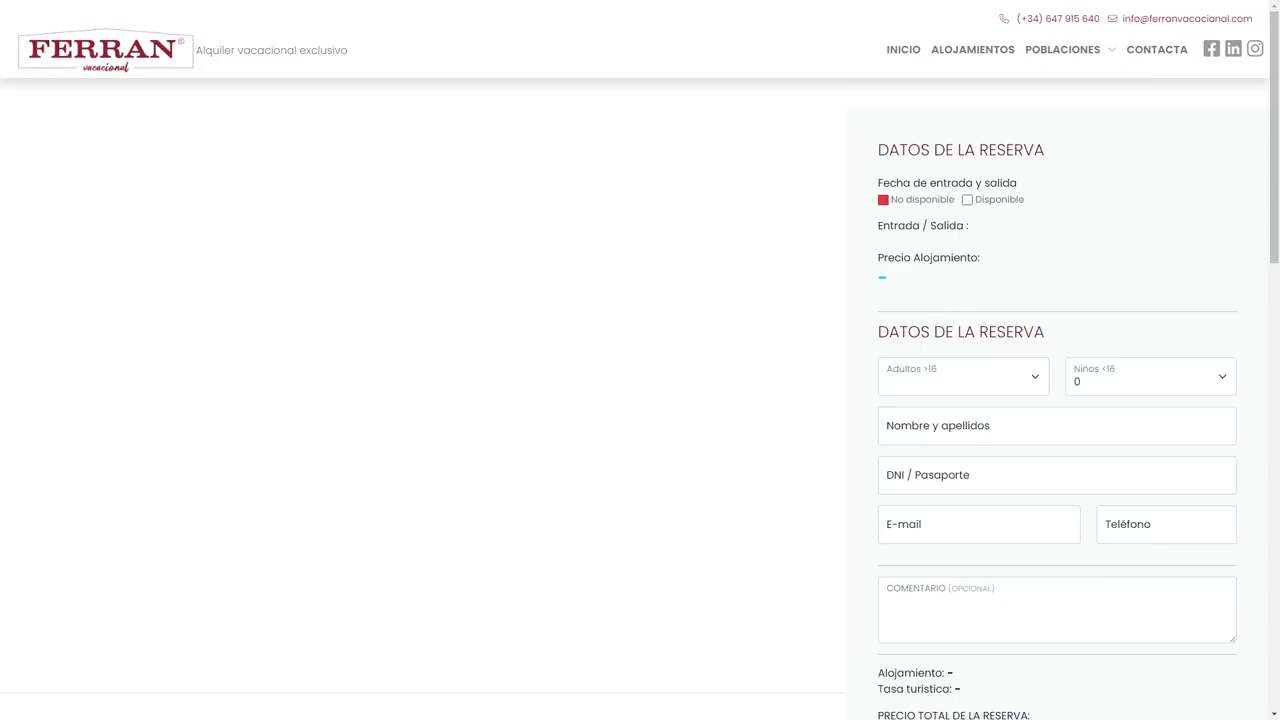 (+34) 647 915 640 info@ferranvacacional.com
FERRAN©
vacacional
Alquiler vacacional exclusivo
INICIO ALOJAMIENTOS POBLACIONES CONTACTA
DATOS DE LA RESERVA
Fecha de entrada y salida
No disponible Disponible
Entrada / Salida :
Precio Alojamiento:
-
DATOS DE LA RESERVA
Adultos >16
Niños <16
0
Nombre y apellidos
DNI / Pasaporte
E-mail Teléfono
COMENTARIO (OPCIONAL)
Alojamiento: -
Tasa turística: -
PRECIO TOTAL DE LA RESERVA: